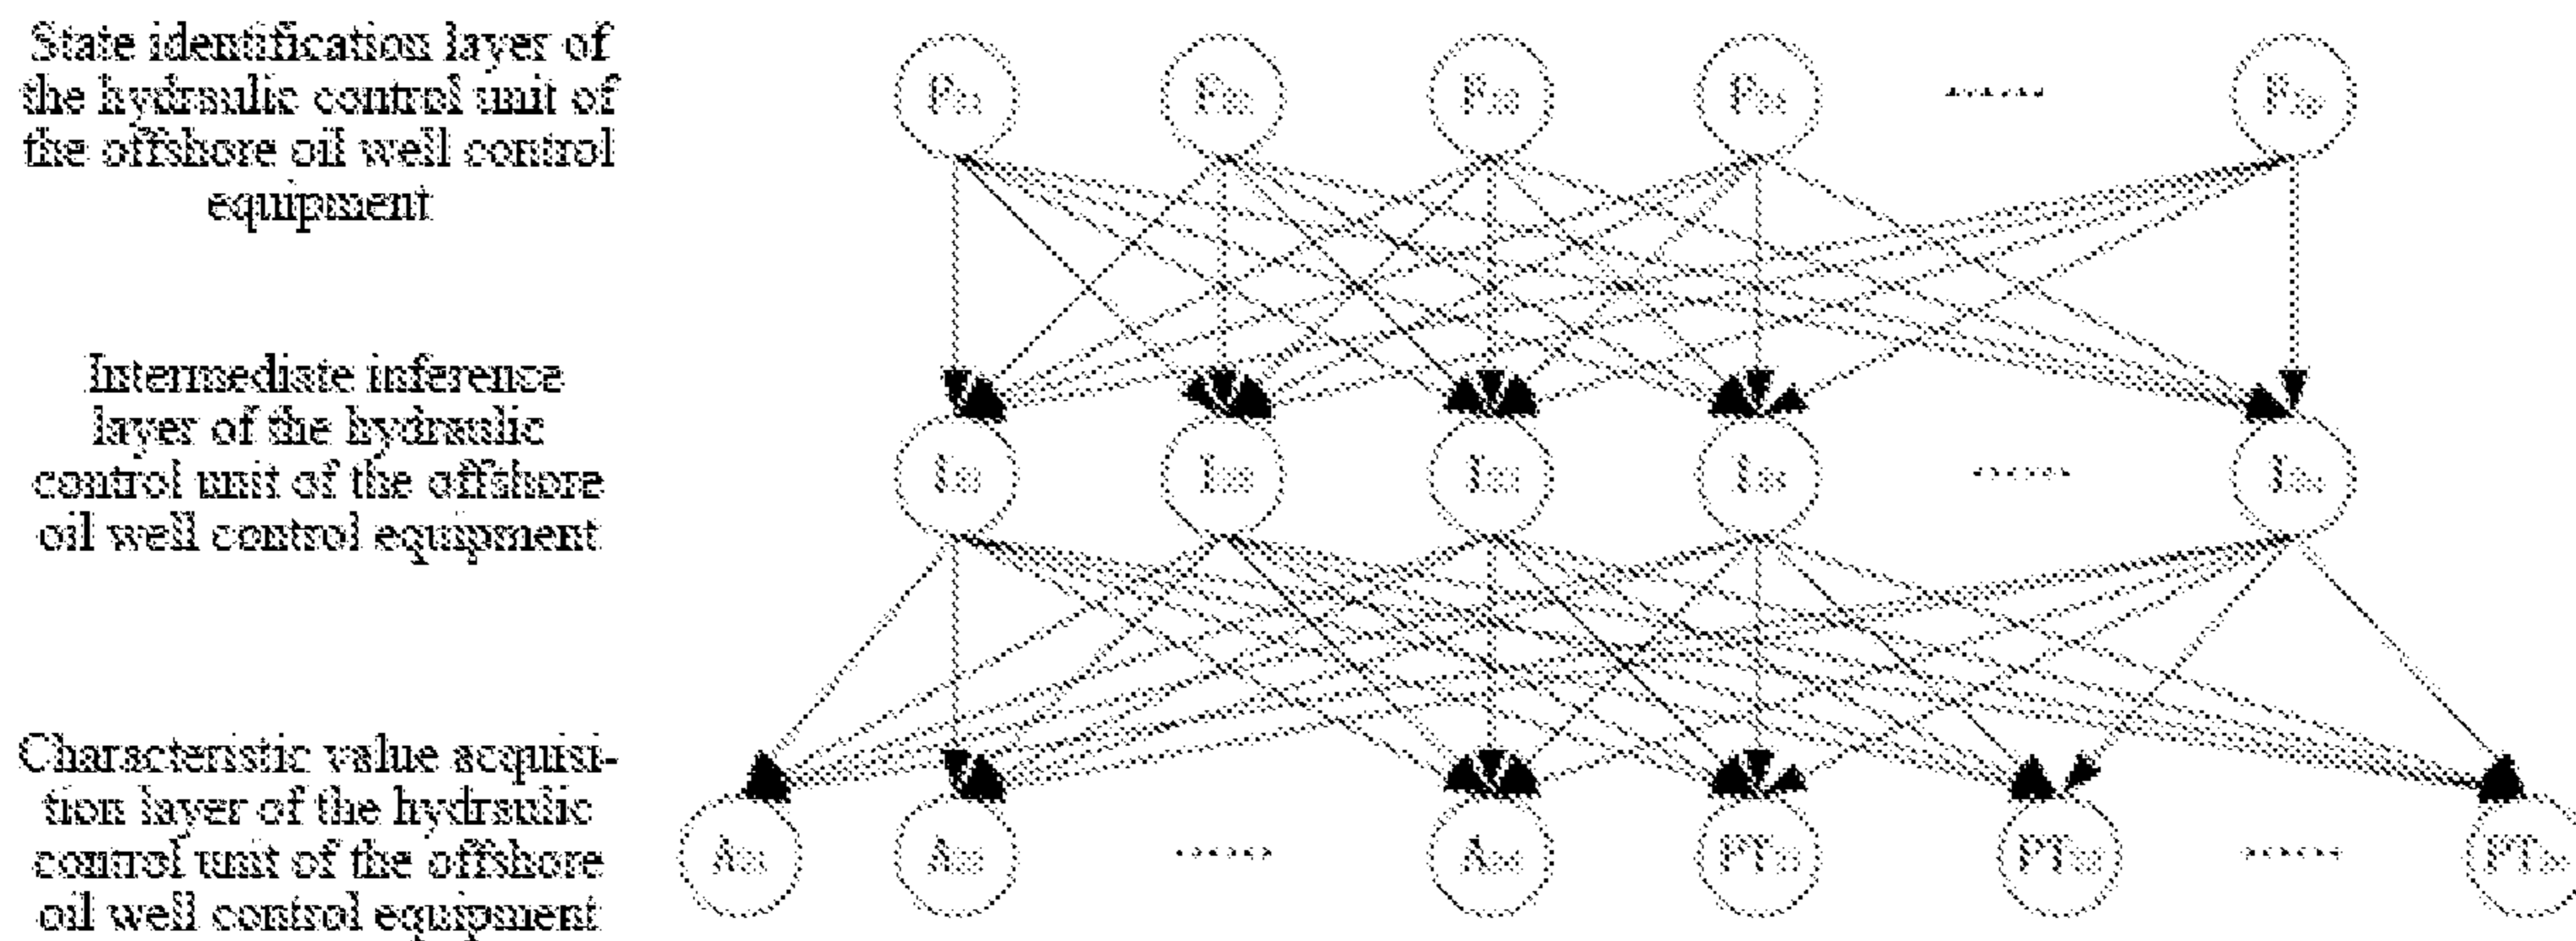 State identification layer of
the hydraulic control unit of
the offshore oil well control
equipment
Intermediate inference
layer of the hydraulic
control unit of the offshore
oil well control equipment
Characteristic value acquisi-
tion layer of the hydraulic
control unit of the offshore
oil well control equipment